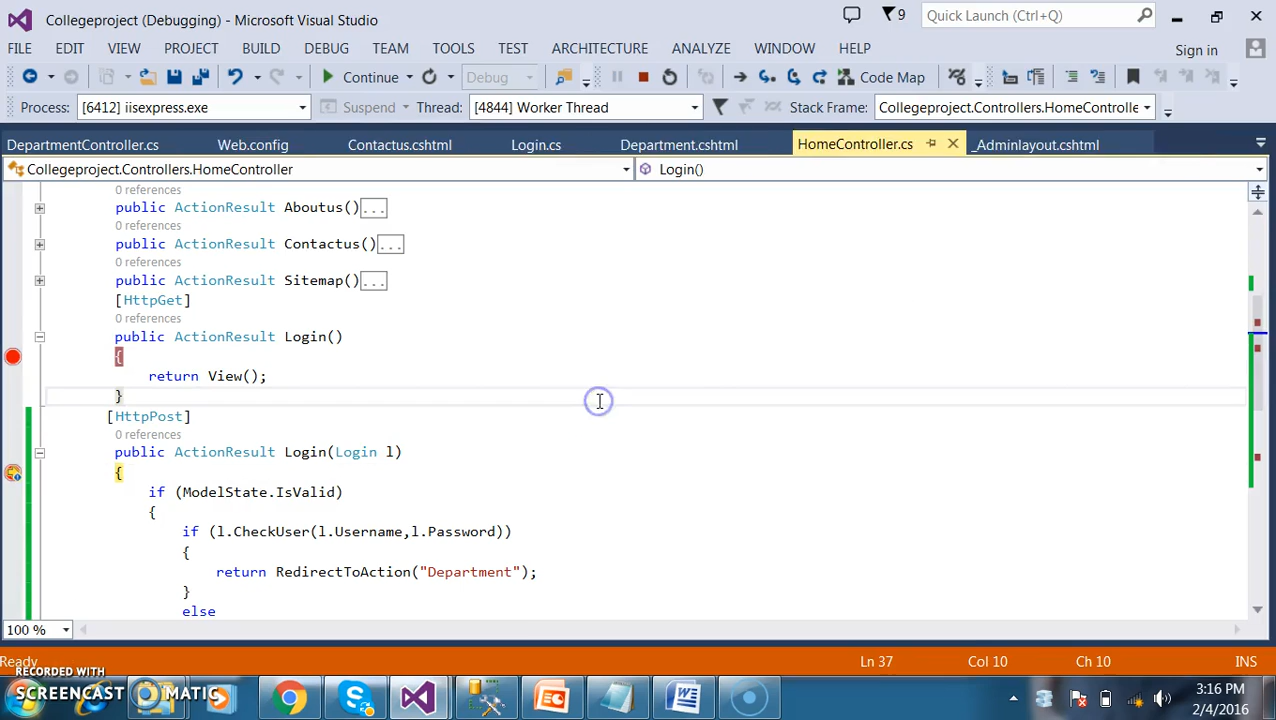 Collegeproject (Debugging) - Microsoft Visual Studio
9
Quick Launch (Ctrl+Q)
FILE EDIT VIEW PROJECT BUILD DEBUG TEAM TOOLS TEST ARCHITECTURE ANALYZE WINDOW HELP
Sign in
Continue Debug Code Map
Process: [6412] iisexpress.exe Suspend Thread: [4844] Worker Thread Stack Frame: Collegeproject.Controllers.HomeControlle
DepartmentController.cs Web.config Contactus.cshtml Login.cs Department.cshtml HomeController.cs _Adminlayout.cshtml
Collegeproject.Controllers.HomeController Login()
0 references
public ActionResult Aboutus()...
0 references
public ActionResult Contactus()...
0 references
public ActionResult Sitemap()...
[HttpGet]
0 references
public ActionResult Login()
{
return View();
}
[HttpPost]
0 references
public ActionResult Login(Login l)
{
if (ModelState.IsValid)
{
if (l.CheckUser(l.Username,l.Password))
{
return RedirectToAction("Department");
}
else
100 %
Ready Ln 37 Col 10 Ch 10 INS
RECORDED WITH
SCREENCAST MATIC
3:16 PM
2/4/2016